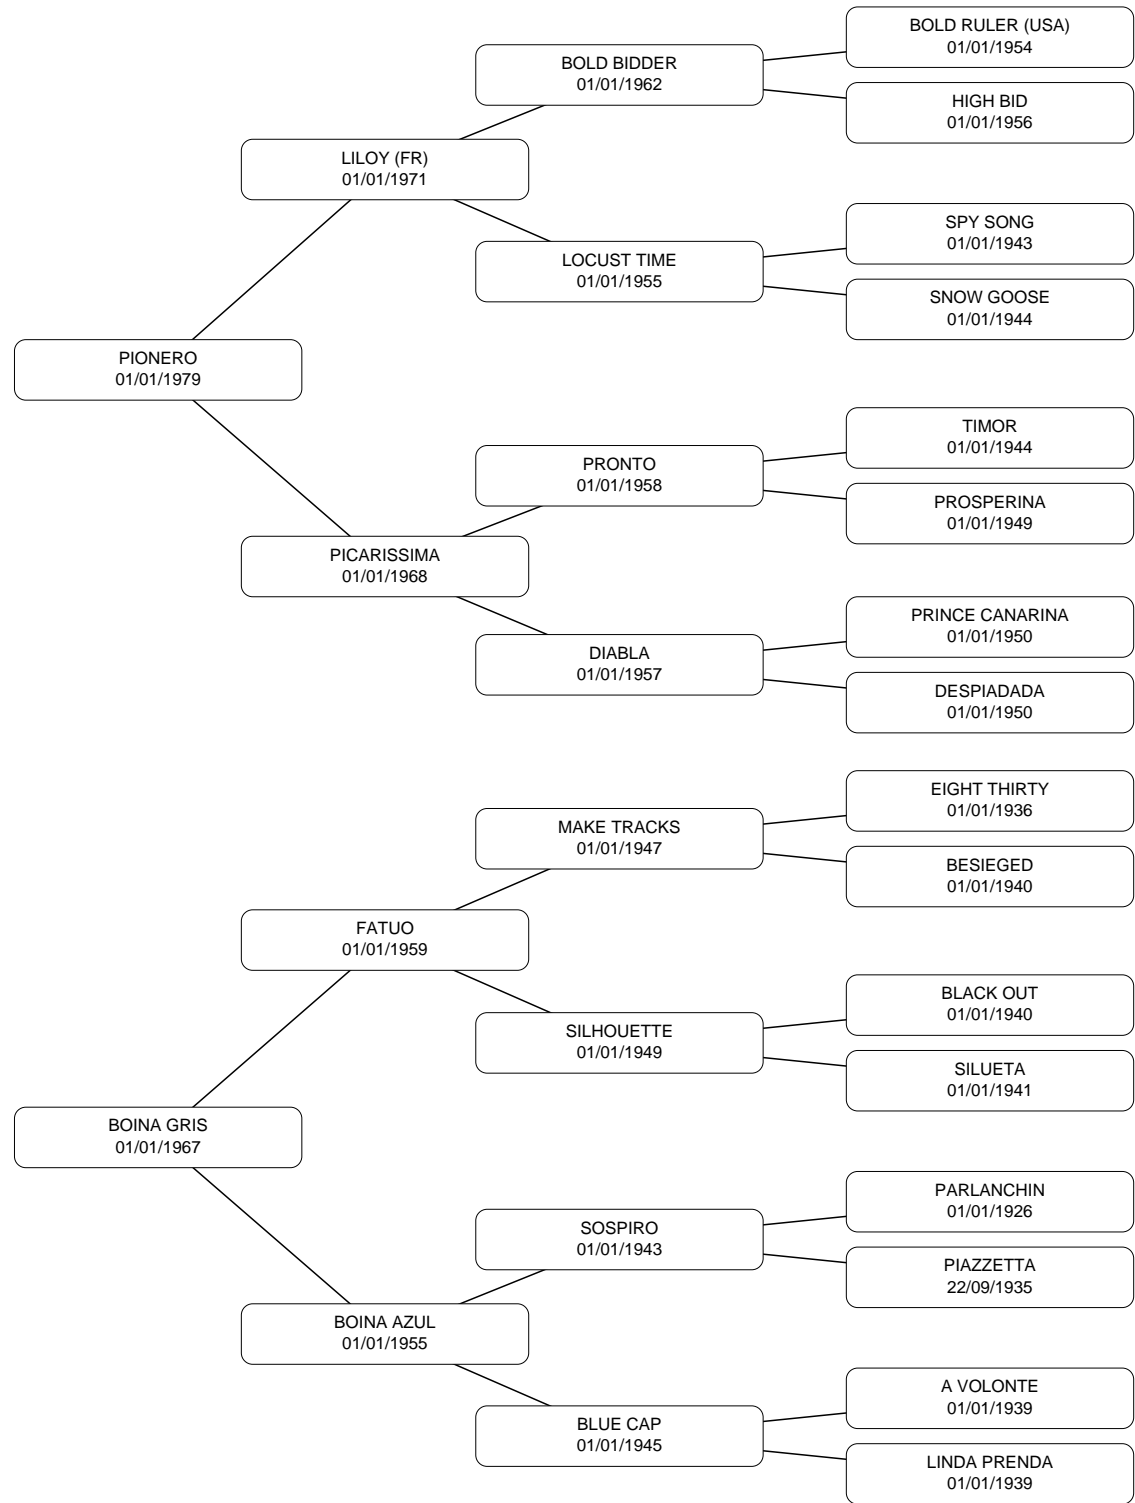 BOLD RULER (USA)
01/01/1954
BOLD BIDDER
01/01/1962
HIGH BID
01/01/1956
LILOY (FR)
01/01/1971
SPY SONG
01/01/1943
LOCUST TIME
01/01/1955
SNOW GOOSE
01/01/1944
PIONERO
01/01/1979
TIMOR
01/01/1944
PRONTO
01/01/1958
PROSPERINA
01/01/1949
PICARISSIMA
01/01/1968
PRINCE CANARINA
01/01/1950
DIABLA
01/01/1957
DESPIADADA
01/01/1950
EIGHT THIRTY
01/01/1936
MAKE TRACKS
01/01/1947
BESIEGED
01/01/1940
FATUO
01/01/1959
BLACK OUT
01/01/1940
SILHOUETTE
01/01/1949
SILUETA
01/01/1941
BOINA GRIS
01/01/1967
PARLANCHIN
01/01/1926
SOSPIRO
01/01/1943
PIAZZETTA
22/09/1935
BOINA AZUL
01/01/1955
A VOLONTE
01/01/1939
BLUE CAP
01/01/1945
LINDA PRENDA
01/01/1939